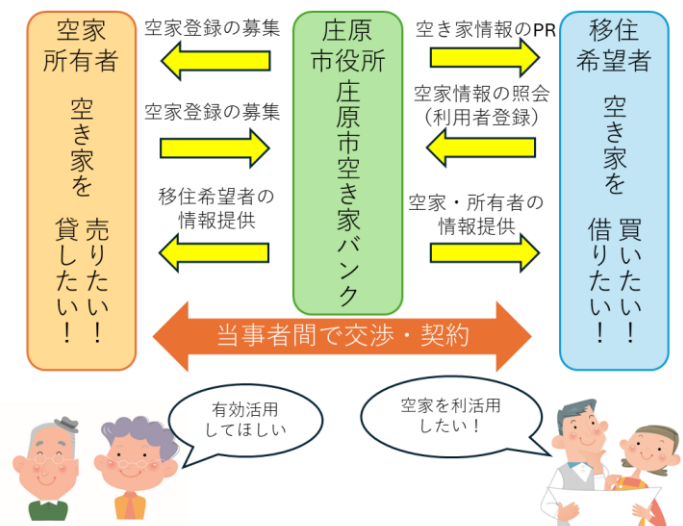 空家
所有者
空き家を
売りたい！
貸したい！
空家登録の募集
空家登録の募集
移住希望者の
情報提供
庄原
市役所
庄原市空き家バンク
空き家情報のPR
空家情報の照会
（利用者登録）
空家・所有者の
情報提供
移住
希望者
空き家を
買いたい！
借りたい！
当事者間で交渉・契約
有効活用
してほしい
空家を利活用
したい！